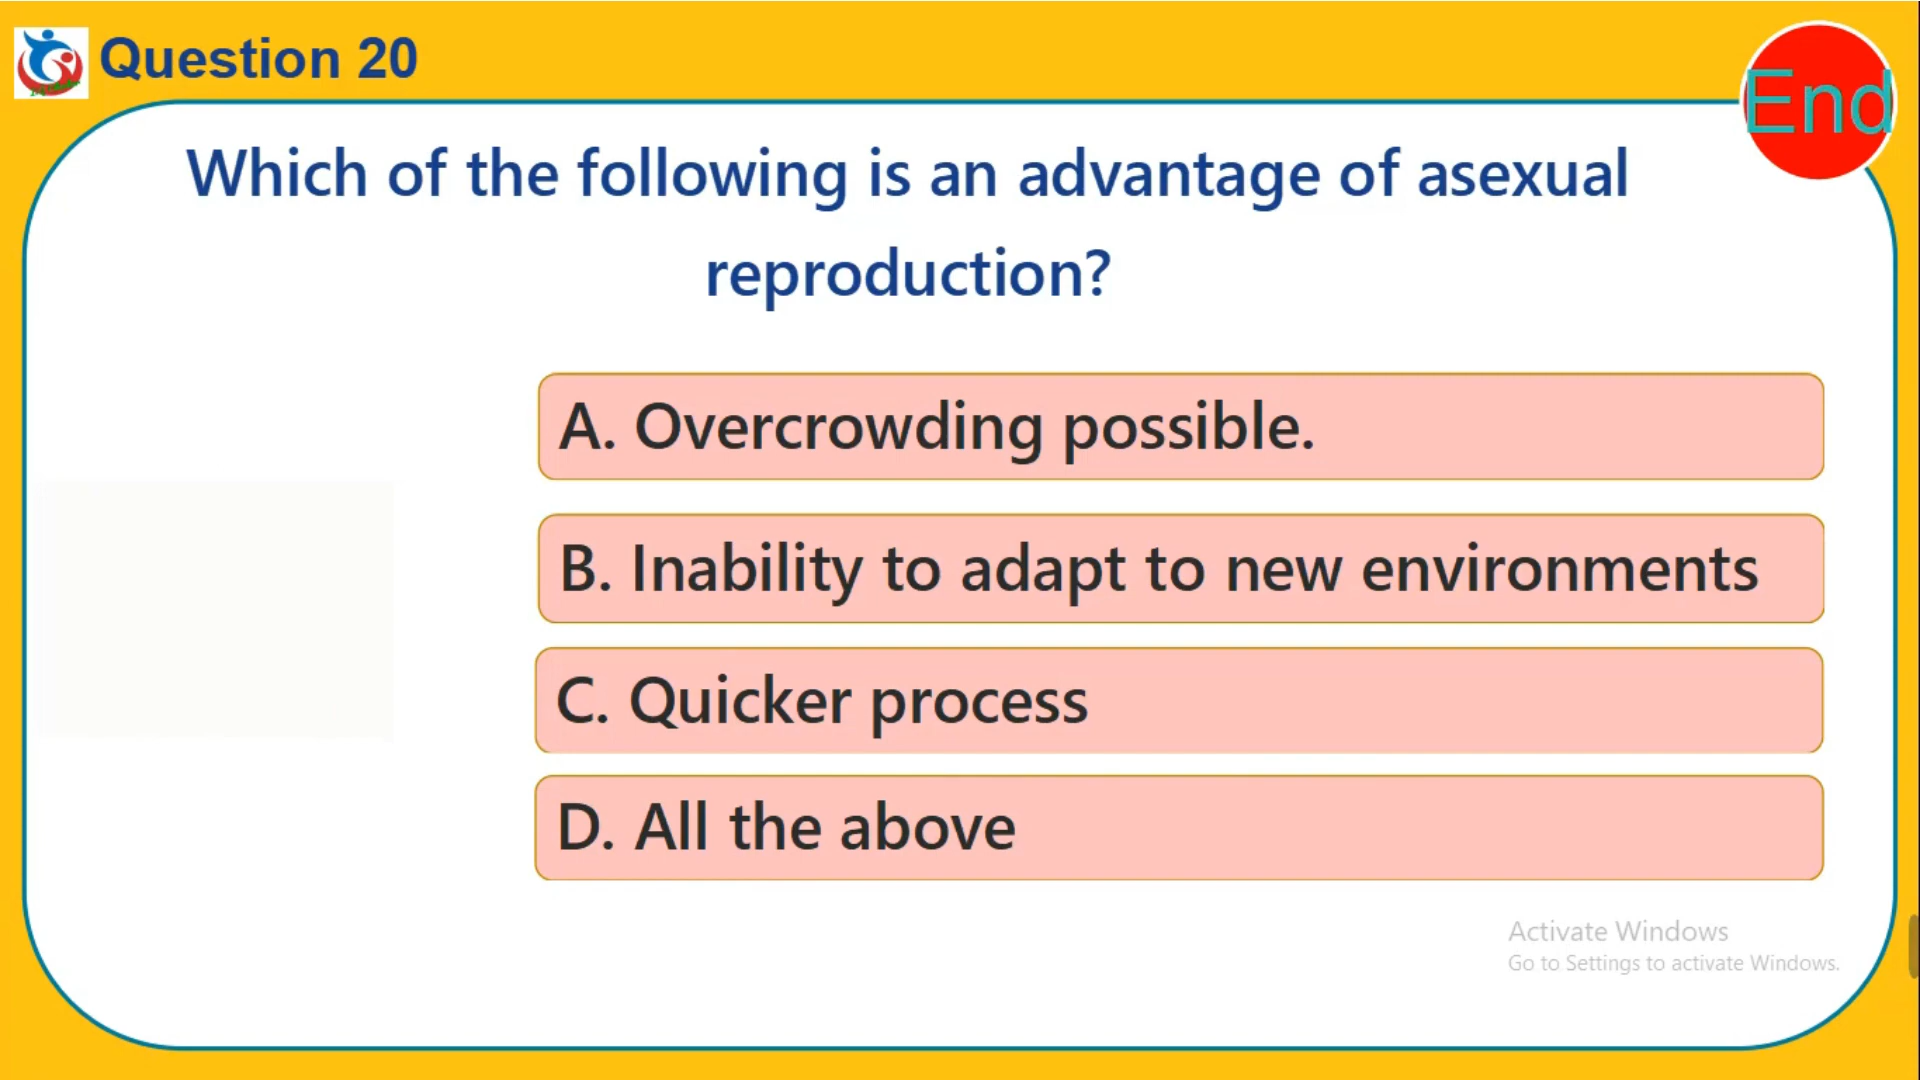 Question 20
End
Which of the following is an advantage of asexual
reproduction?
A. Overcrowding possible.
B. Inability to adapt to new environments
C. Quicker process
D. All the above
Activate Windows
Go to Settings to activate Windows.